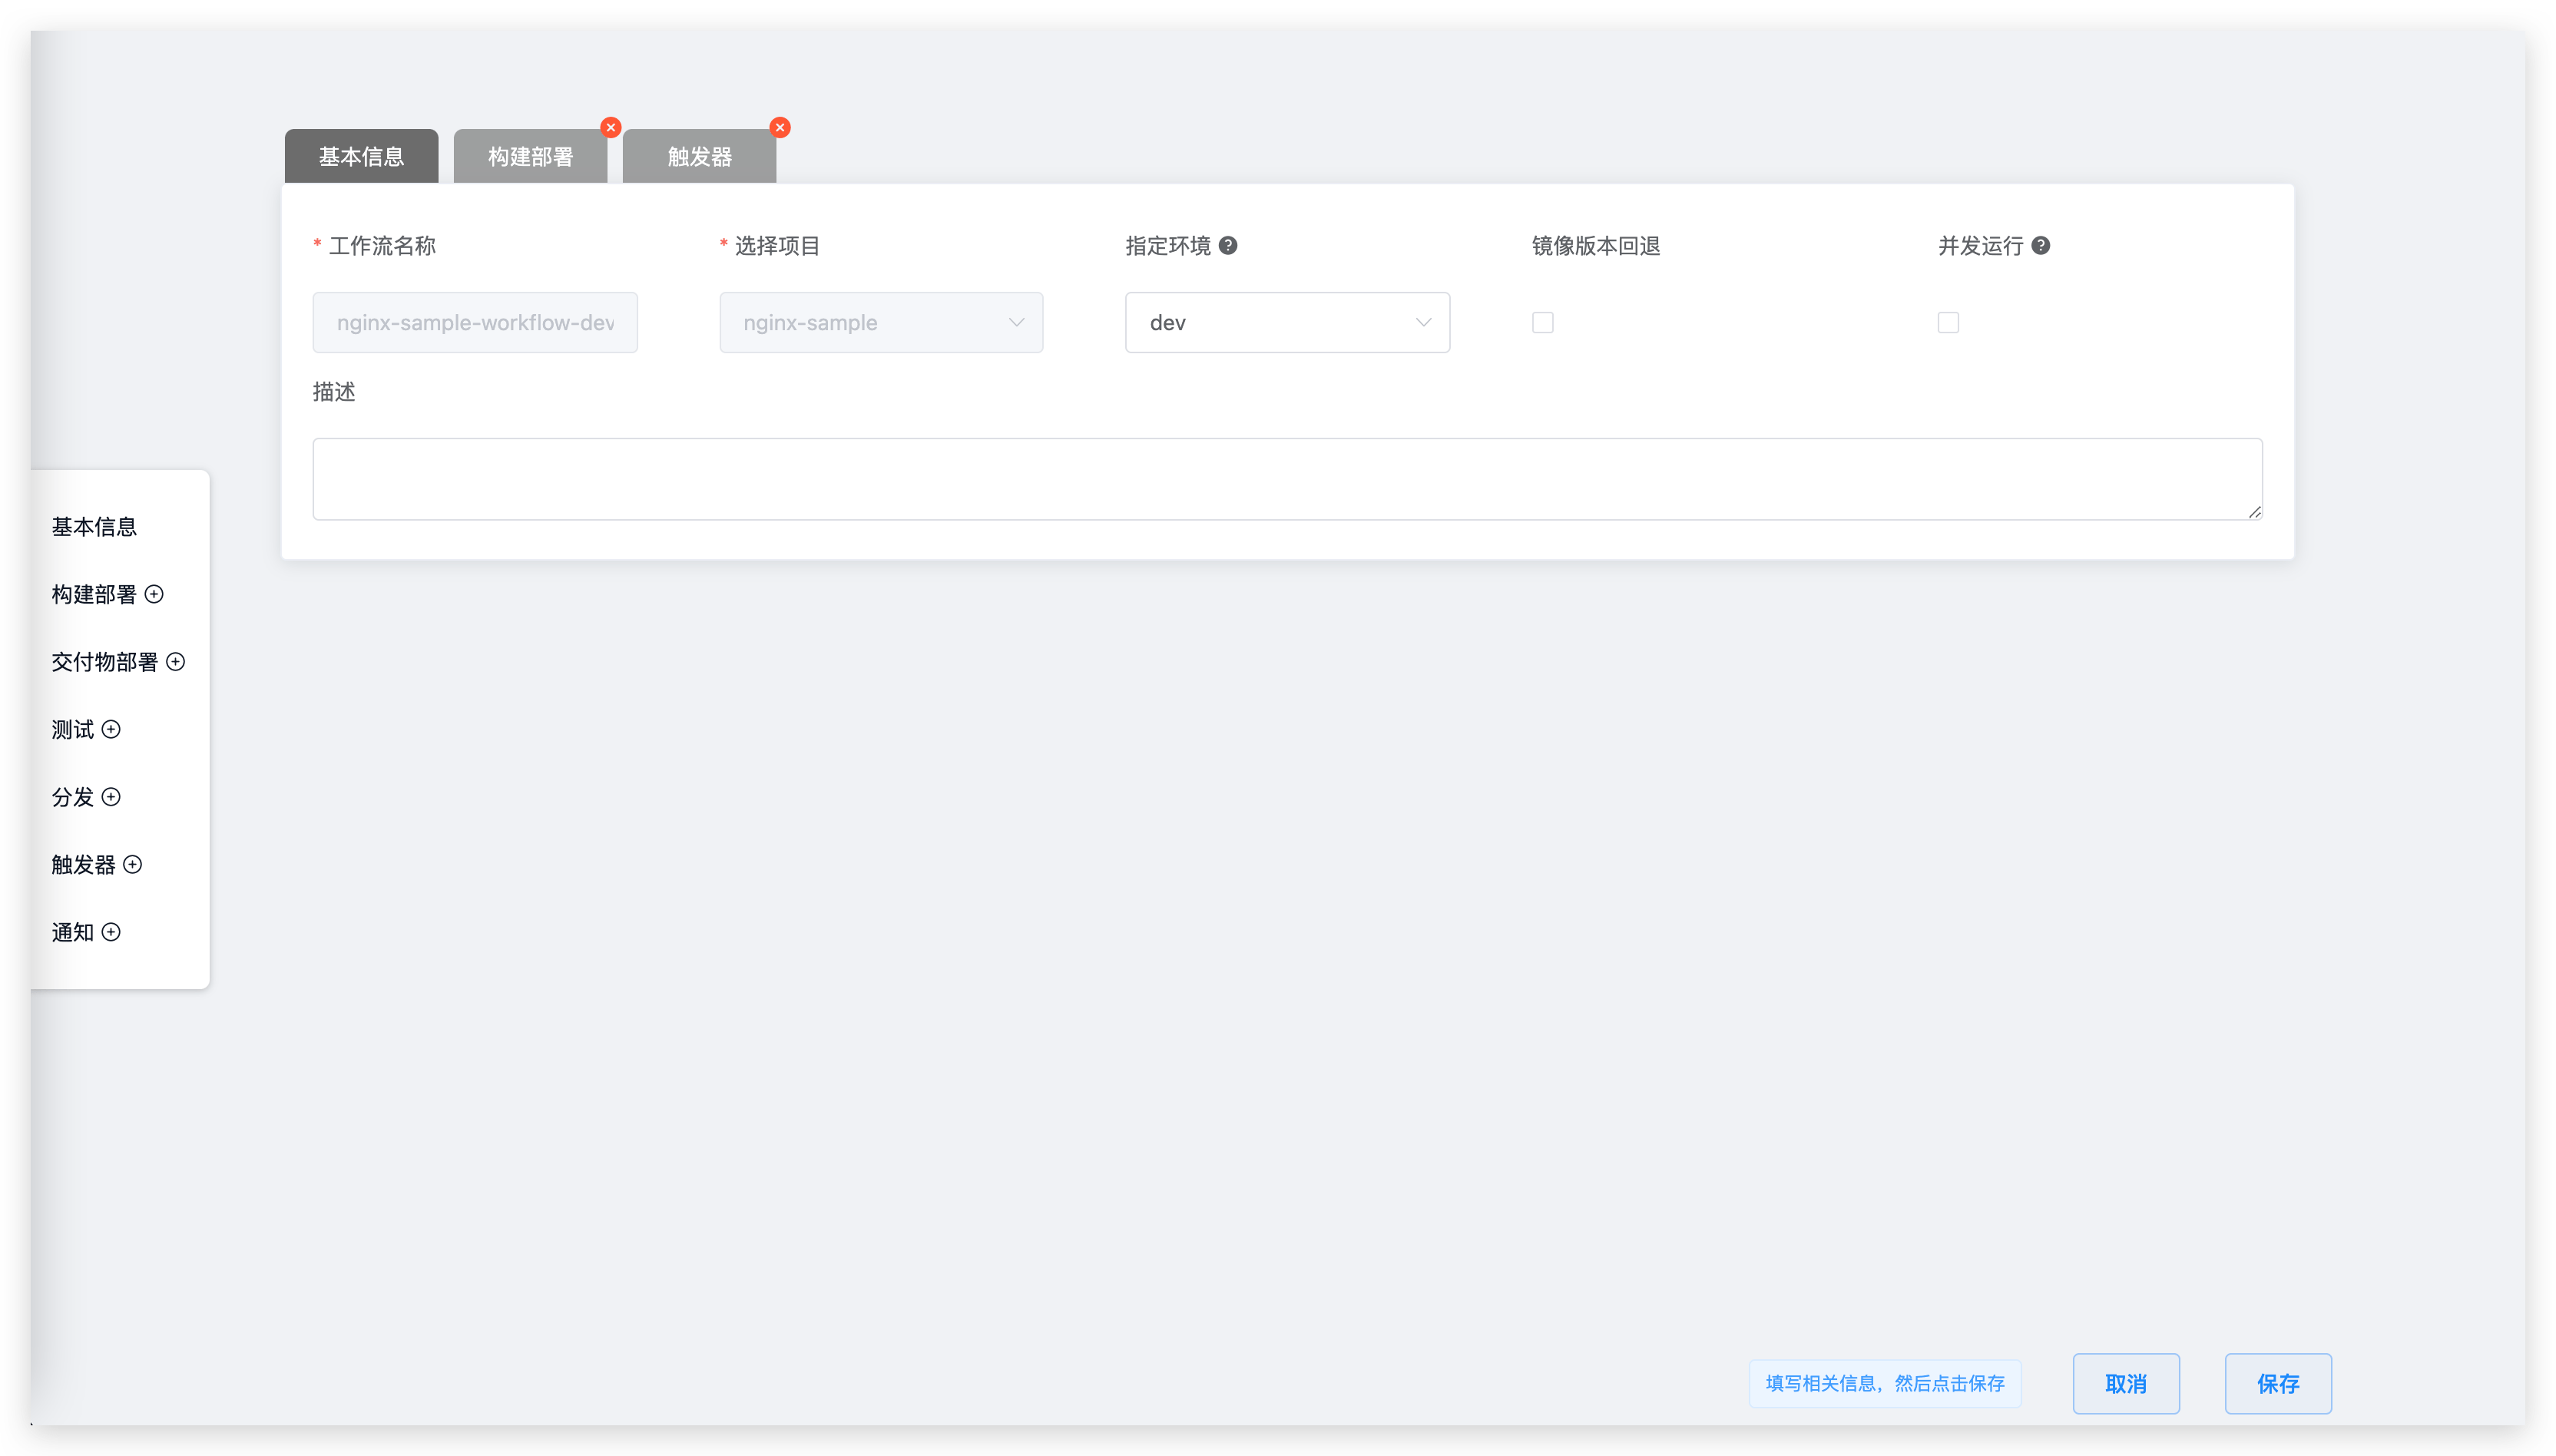 基本信息 构建部署 触发器
* 工作流名称 * 选择项目 指定环境 镜像版本回退 并发运行
nginx-sample-workflow-dev nginx-sample dev
描述
基本信息
构建部署
交付物部署
测试
分发
触发器
通知
填写相关信息，然后点击保存 取消 保存